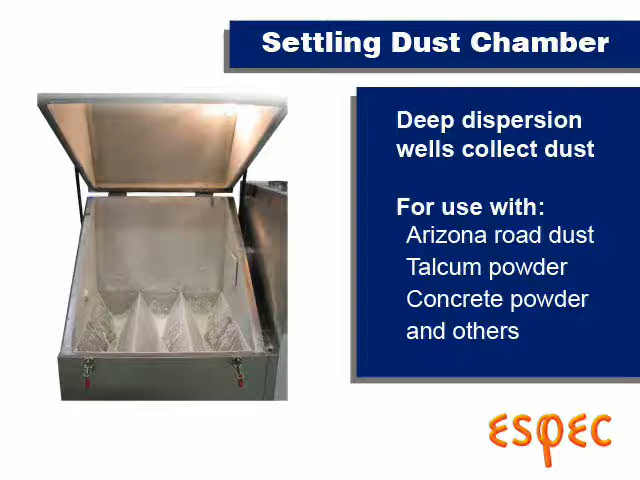 Settling Dust Chamber
Deep dispersion
wells collect dust
For use with:
Arizona road dust
Talcum powder
Concrete powder
and others
ESPEC